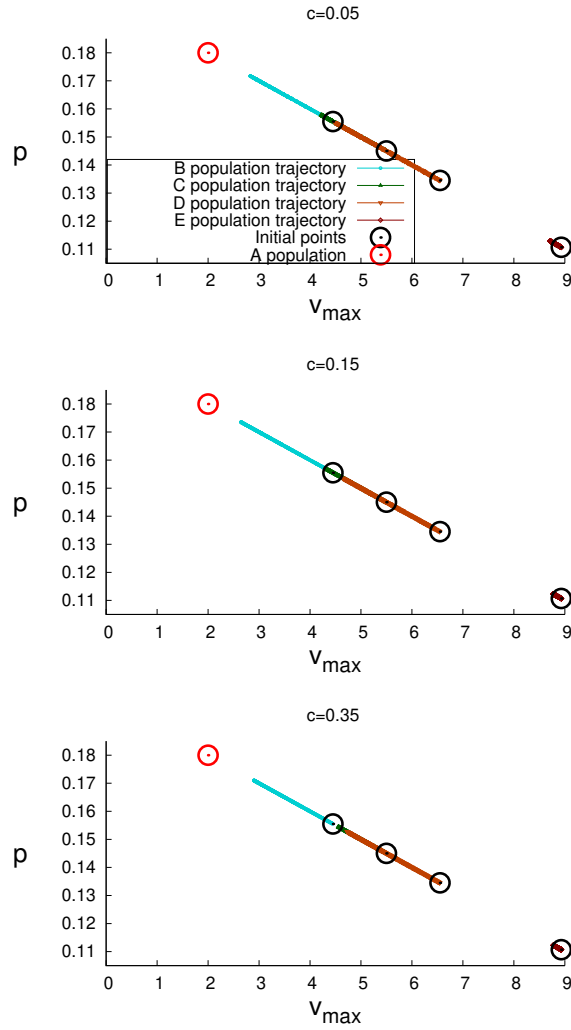 c=0.05
0.18
0.17
0.16
0.15
0.14
0.13
0.12
0.11
p
B population trajectory
C population trajectory
D population trajectory
E population trajectory
Initial points
A population
0 1 2 3 4 5 6 7 8 9
v_max
c=0.15
0.18
0.17
0.16
0.15
0.14
0.13
0.12
0.11
p
0 1 2 3 4 5 6 7 8 9
v_max
c=0.35
0.18
0.17
0.16
0.15
0.14
0.13
0.12
0.11
p
0 1 2 3 4 5 6 7 8 9
v_max